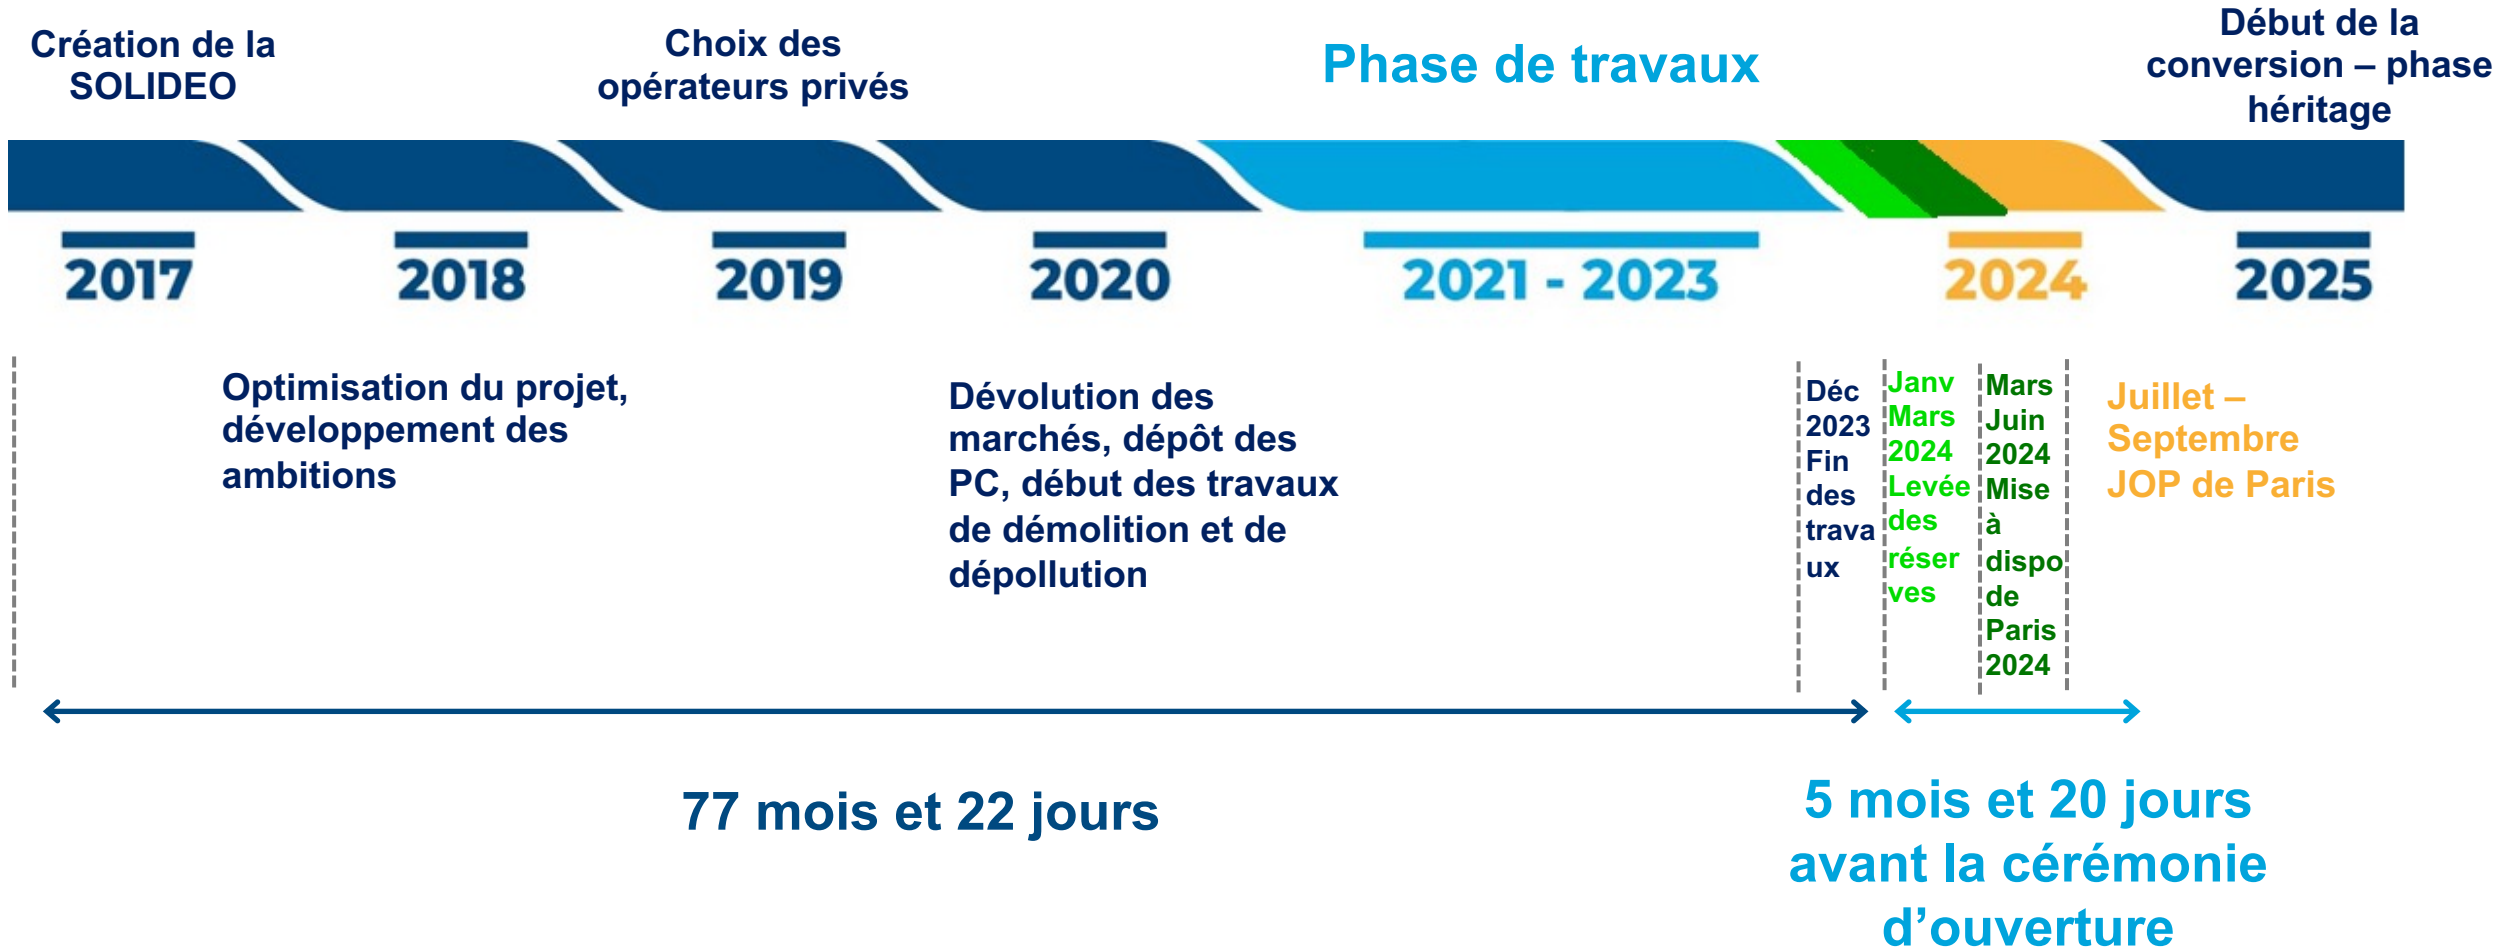 Création de la
SOLIDEO
Choix des
opérateurs privés
Phase de travaux
Début de la
conversion – phase
héritage
2017
2018
2019
2020
2021 - 2023
2024
2025
Optimisation du projet,
développement des
ambitions
Dévolution des
marchés, dépôt des
PC, début des travaux
de démolition et de
dépollution
Déc
2023
Fin
des
trava
ux
Janv
Mars
2024
Levée
des
réser
ves
Mars
Juin
2024
Mise
à
dispo
de
Paris
2024
Juillet –
Septembre
JOP de Paris
77 mois et 22 jours
5 mois et 20 jours
avant la cérémonie
d’ouverture